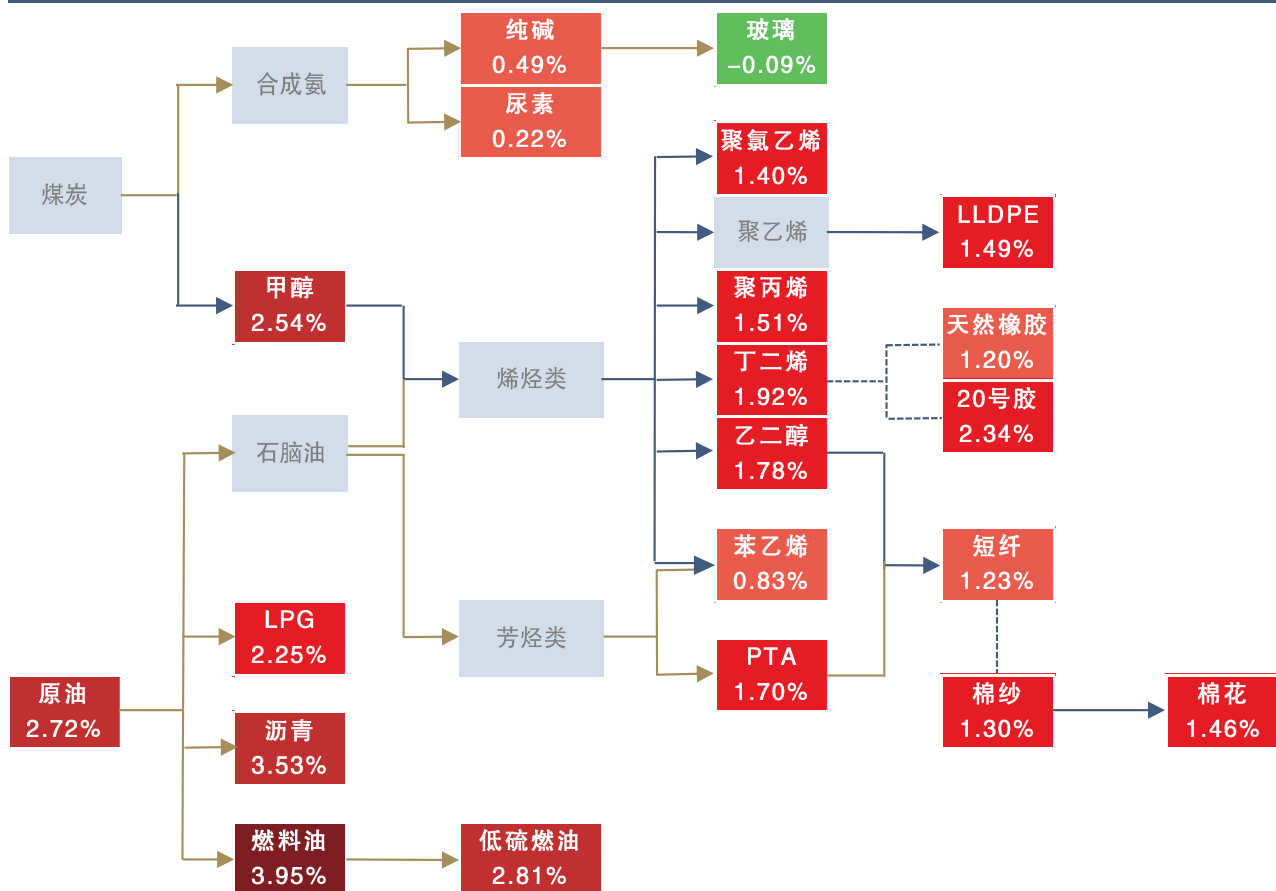 纯碱
0.49%
玻璃
-0.09%
合成氨
尿素
0.22%
聚氯乙烯
1.40%
煤炭
聚乙烯
LLDPE
1.49%
甲醇
2.54%
聚丙烯
1.51%
天然橡胶
1.20%
烯烃类
丁二烯
1.92%
20号胶
2.34%
石脑油
乙二醇
1.78%
苯乙烯
0.83%
短纤
1.23%
LPG
2.25%
芳烃类
PTA
1.70%
原油
2.72%
棉纱
1.30%
棉花
1.46%
沥青
3.53%
燃料油
3.95%
低硫燃油
2.81%